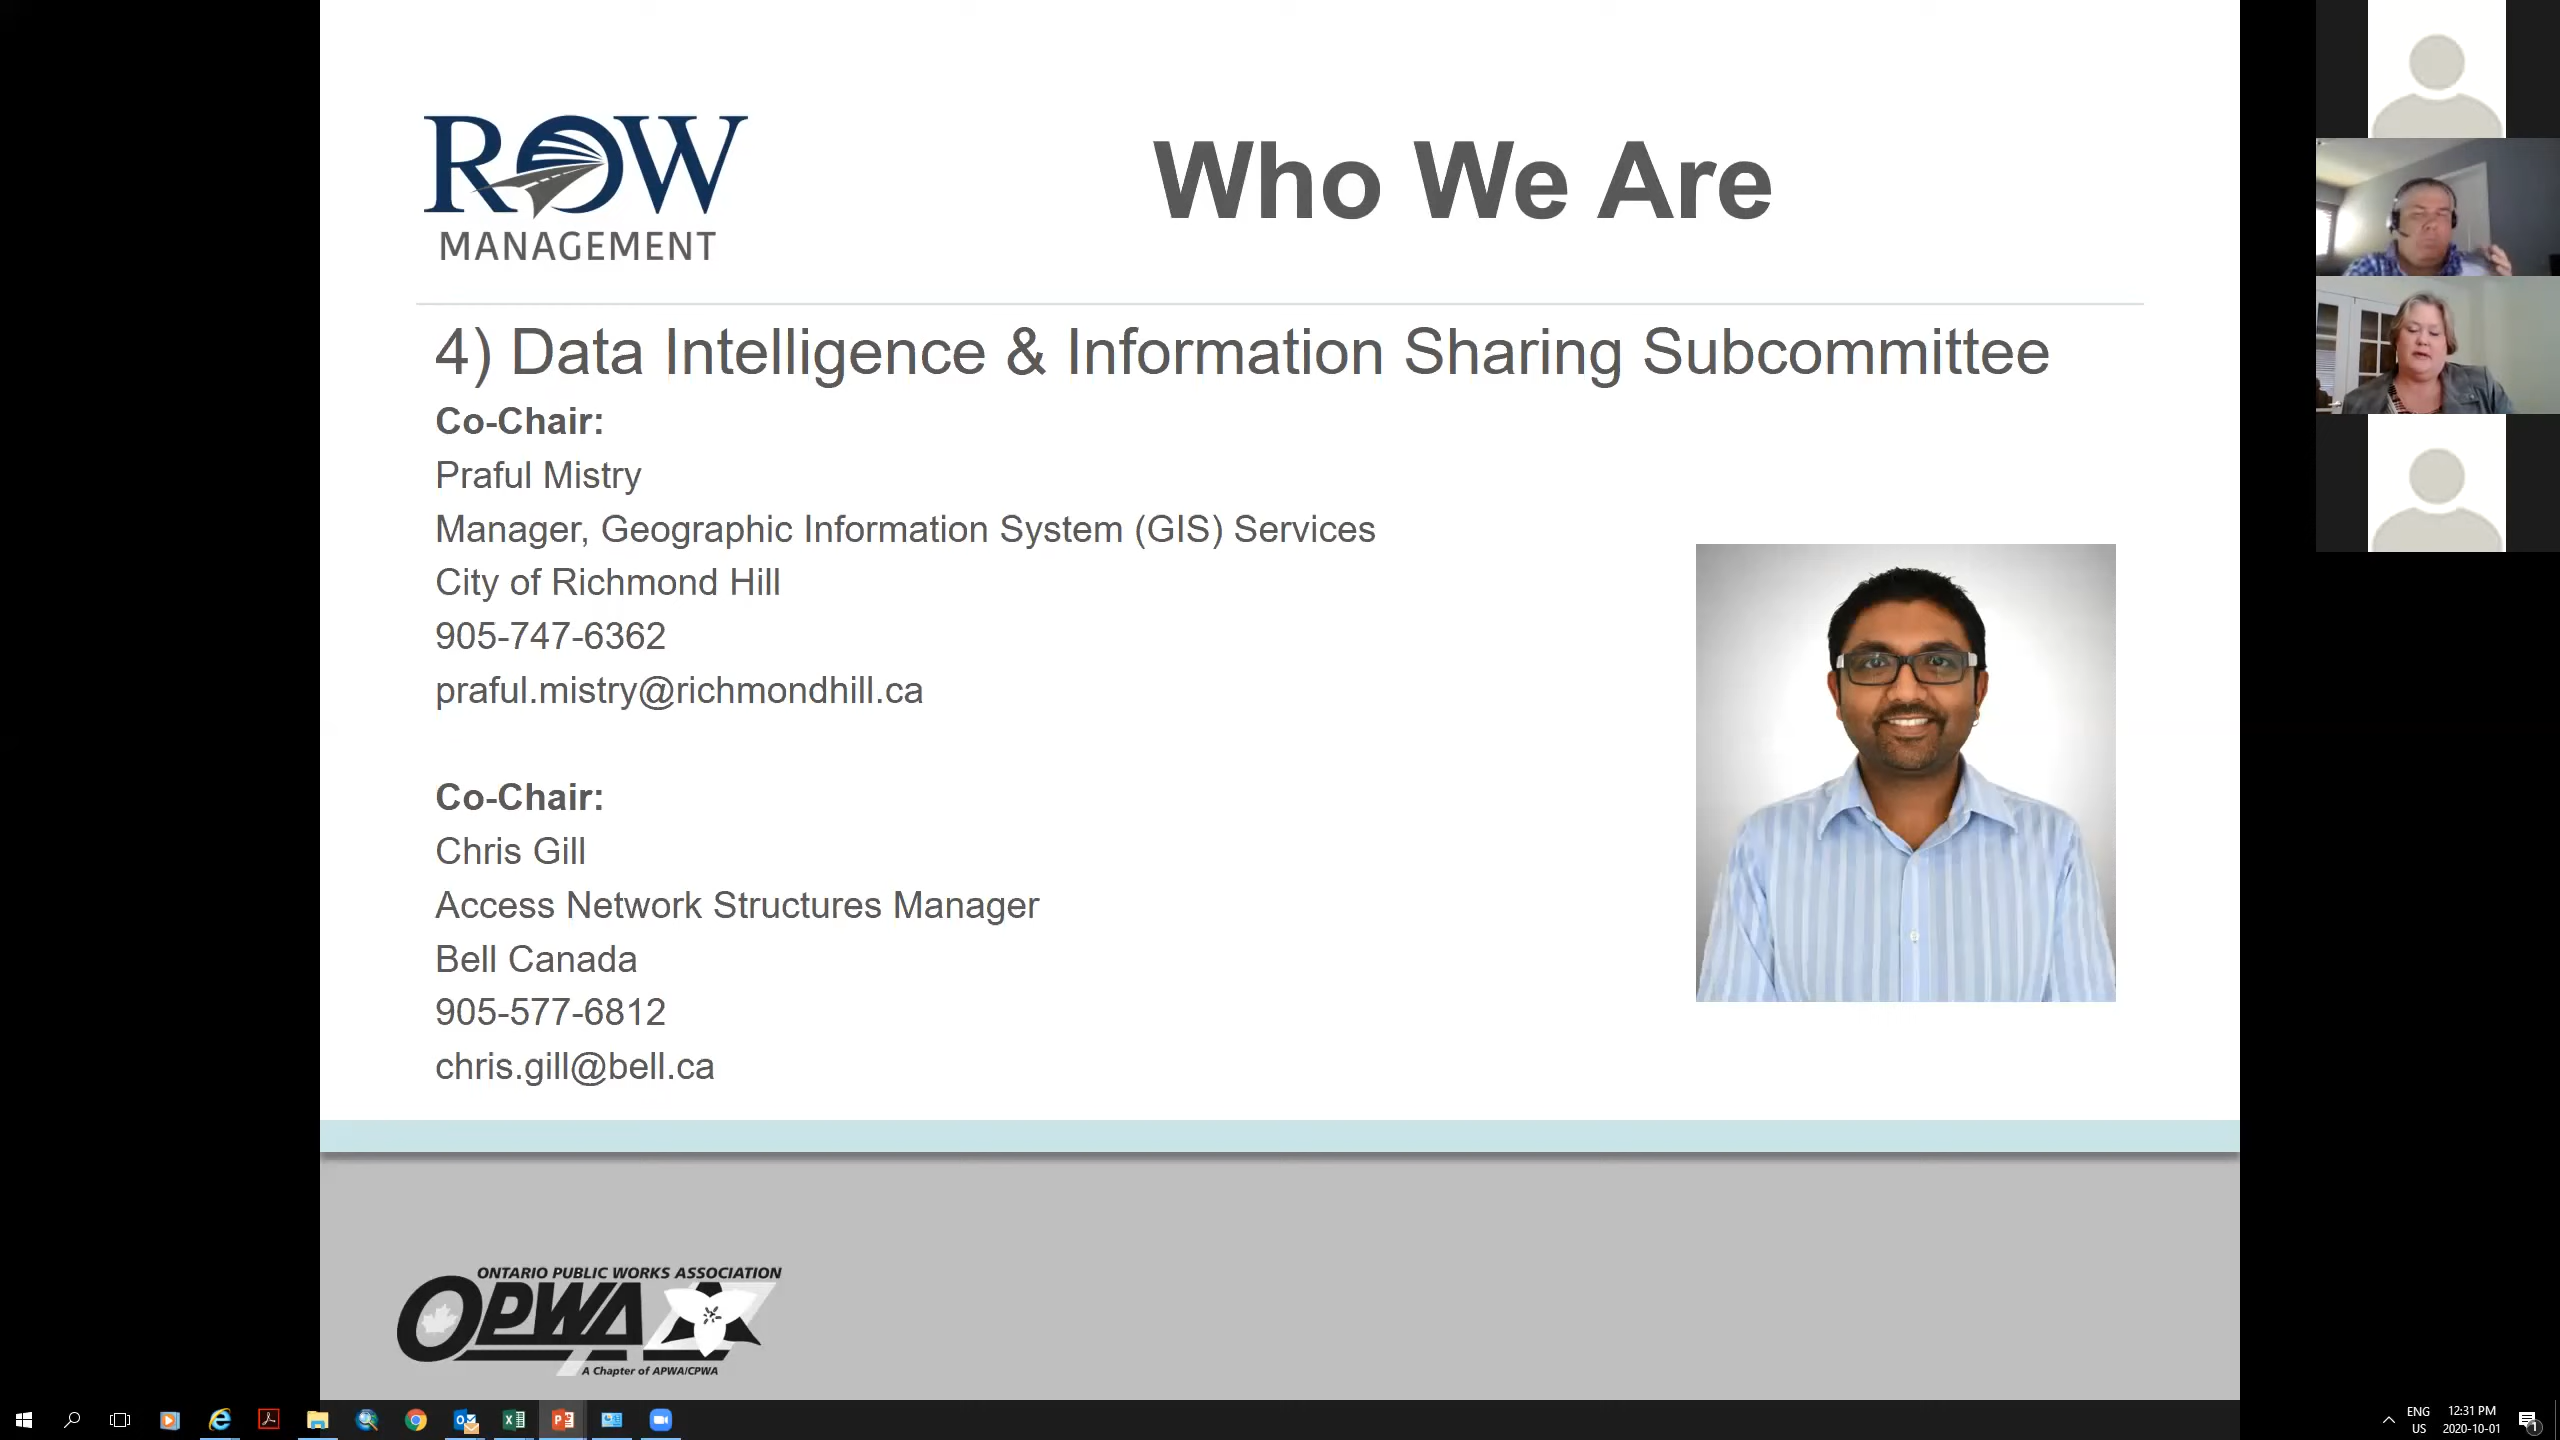 ROW
MANAGEMENT
Who We Are
4) Data Intelligence & Information Sharing Subcommittee
Co-Chair:
Praful Mistry
Manager, Geographic Information System (GIS) Services
City of Richmond Hill
905-747-6362
praful.mistry@richmondhill.ca
Co-Chair:
Chris Gill
Access Network Structures Manager
Bell Canada
905-577-6812
chris.gill@bell.ca
ONTARIO PUBLIC WORKS ASSOCIATION
OPWA
A Chapter of APWA/CPWA
ENG
US
12:31 PM
2020-10-01
1